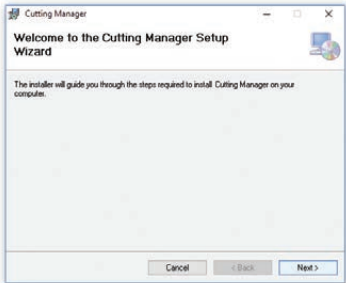 Cutting Manager
Welcome to the Cutting Manager Setup
Wizard
The installer will guide you through the steps required to install Cutting Manager on your
computer.
Cancel < Back Next >